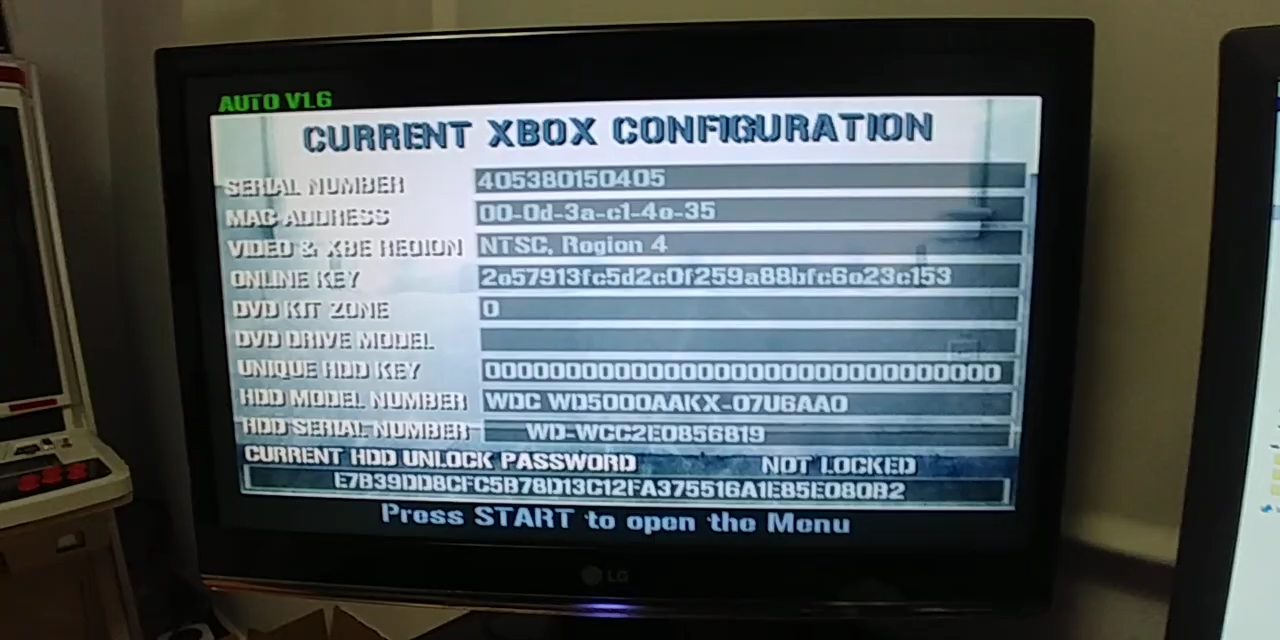 AUTO V1.6
CURRENT XBOX CONFIGURATION
SERIAL NUMBER 405380150405
MAC ADDRESS 00-0d-3a-c1-4e-35
VIDEO & XBE REGION NTSC, Region 4
ONLINE KEY 2e57913fc5d2c0f259a88bfc6e23c153
DVD KIT ZONE 0
DVD DRIVE MODEL
UNIQUE HDD KEY 00000000000000000000000000000000
HDD MODEL NUMBER WDC WD5000AAKX-07U6AA0
HDD SERIAL NUMBER WD-WCC2E0856819
CURRENT HDD UNLOCK PASSWORD NOT LOCKED
E7B39DD8CFC5B78D13C12FA375516A1E85E080B2
Press START to open the Menu
LG